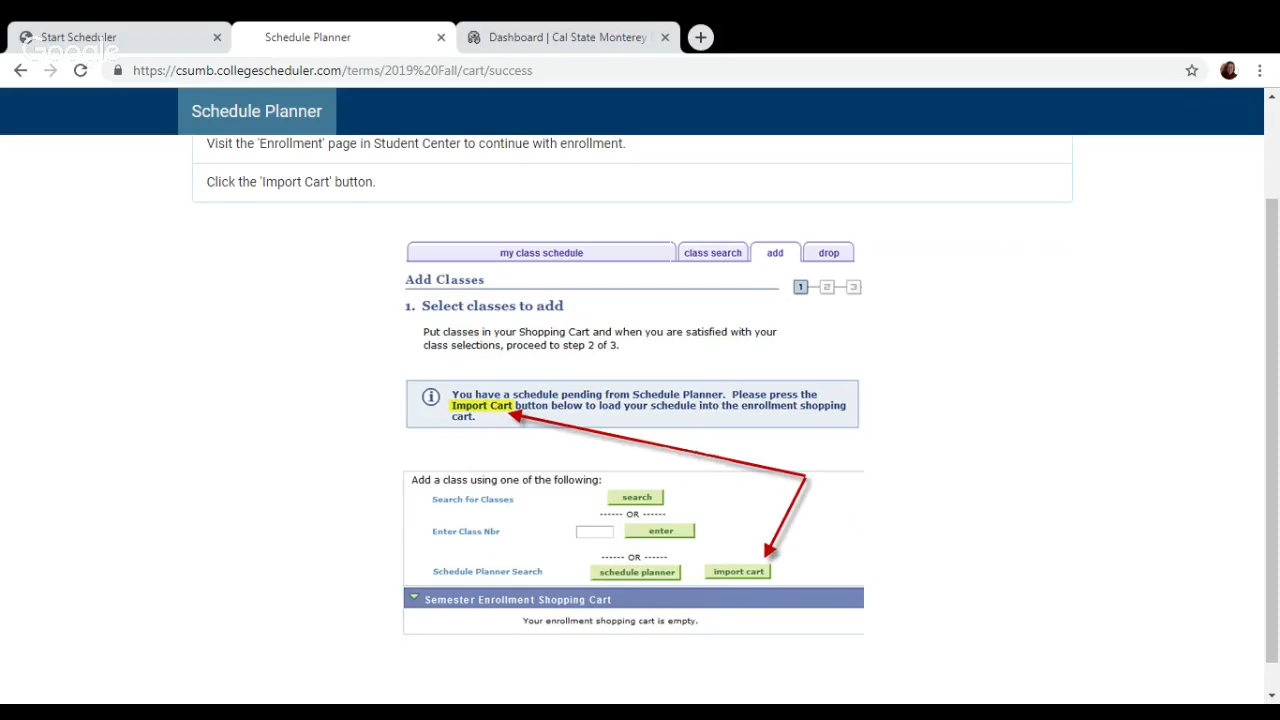 Start Scheduler
Schedule Planner
Dashboard | Cal State Monterey
Google
https://csumb.collegescheduler.com/terms/2019%20Fall/cart/success
Schedule Planner
Visit the 'Enrollment' page in Student Center to continue with enrollment.
Click the 'Import Cart' button.
my class schedule
class search
add
drop
Add Classes
1
2
3
1. Select classes to add
Put classes in your Shopping Cart and when you are satisfied with your
class selections, proceed to step 2 of 3.
You have a schedule pending from Schedule Planner. Please press the
Import Cart button below to load your schedule into the enrollment shopping
cart.
Add a class using one of the following:
Search for Classes
search
------ OR ------
Enter Class Nbr
enter
------ OR ------
Schedule Planner Search
schedule planner
import cart
Semester Enrollment Shopping Cart
Your enrollment shopping cart is empty.